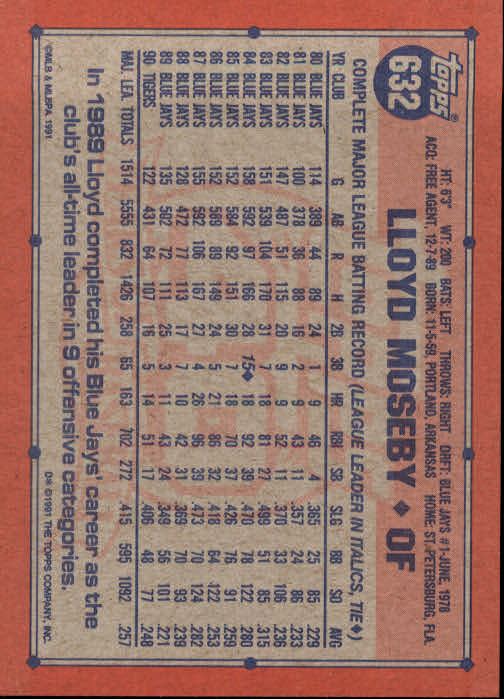 TOPPS®
632
HT: 6'3" WT: 200 BATS: LEFT THROWS: RIGHT DRFT: BLUE JAYS #1-JUNE, 1978
ACQ: FREE AGENT, 12-7-89 BORN: 11-5-59, PORTLAND, ARKANSAS HOME: ST. PETERSBURG, FLA.
LLOYD MOSEBY ♦ OF
COMPLETE MAJOR LEAGUE BATTING RECORD (LEAGUE LEADER IN ITALICS, TIE♦)
YR CLUB G AB R H 2B 3B HR RBI SB SLG BB SO AVG
80 BLUE JAYS 114 389 44 89 24 1 9 46 4 .365 25 85 .229
81 BLUE JAYS 100 378 36 88 16 2 9 43 11 .357 24 86 .233
82 BLUE JAYS 147 487 51 115 20 9 9 52 11 .370 33 106 .236
83 BLUE JAYS 151 539 104 170 31 7 18 81 27 .499 51 85 .315
84 BLUE JAYS 158 592 97 166 28 15♦ 18 92 39 .470 78 122 .280
85 BLUE JAYS 152 584 92 151 30 7 18 70 37 .426 76 91 .259
86 BLUE JAYS 152 589 89 149 24 5 21 86 32 .418 64 122 .253
87 BLUE JAYS 155 592 106 167 27 4 26 96 39 .473 70 124 .282
88 BLUE JAYS 128 472 77 113 17 7 10 42 31 .369 70 93 .239
89 BLUE JAYS 135 502 72 111 25 3 11 43 24 .349 56 101 .221
90 TIGERS 122 431 64 107 16 5 14 51 17 .406 48 77 .248
MAJ. LEA. TOTALS 1514 5555 832 1426 258 65 163 702 272 .415 595 1092 .257
In 1989 Lloyd completed his Blue Jays' career as the
club's all-time leader in 9 offensive categories.
©MLB & MLBPA 1991
D* ©1991 THE TOPPS COMPANY, INC.